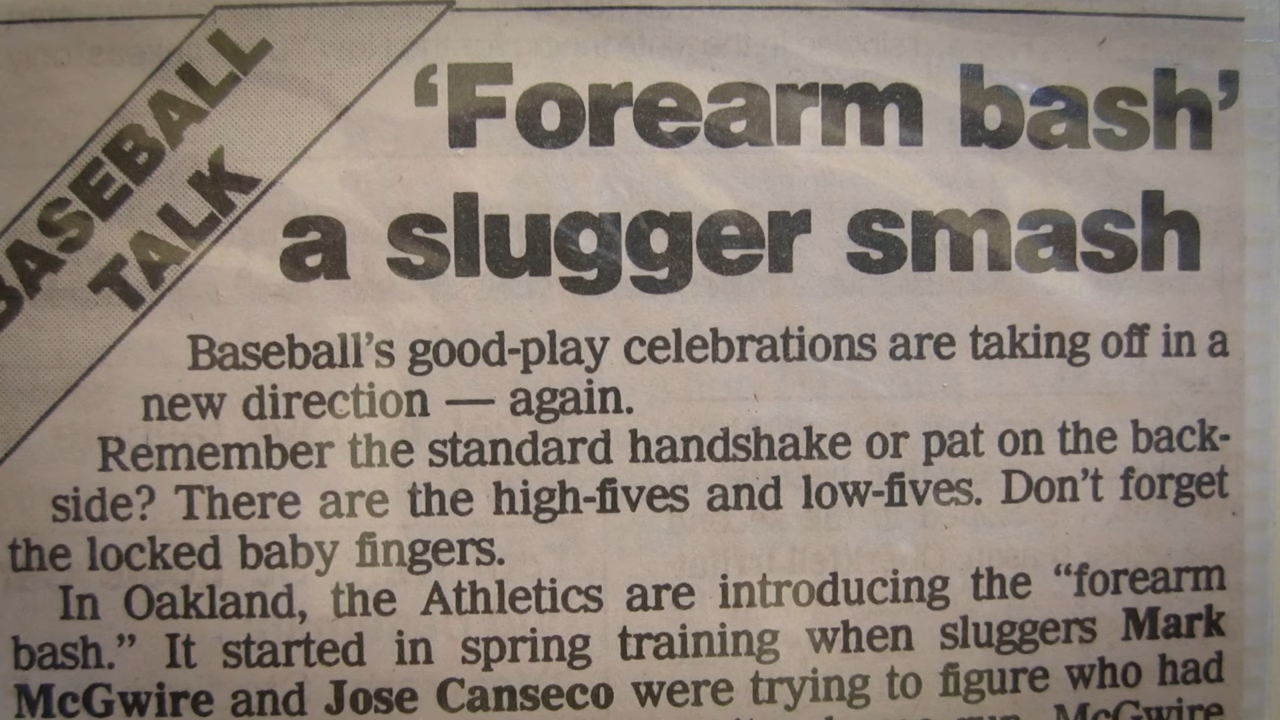 BASEBALL
TALK
‘Forearm bash’
a slugger smash
Baseball’s good-play celebrations are taking off in a
new direction — again.
Remember the standard handshake or pat on the back-
side? There are the high-fives and low-fives. Don’t forget
the locked baby fingers.
In Oakland, the Athletics are introducing the “forearm
bash.” It started in spring training when sluggers Mark
McGwire and Jose Canseco were trying to figure who had
McGwire